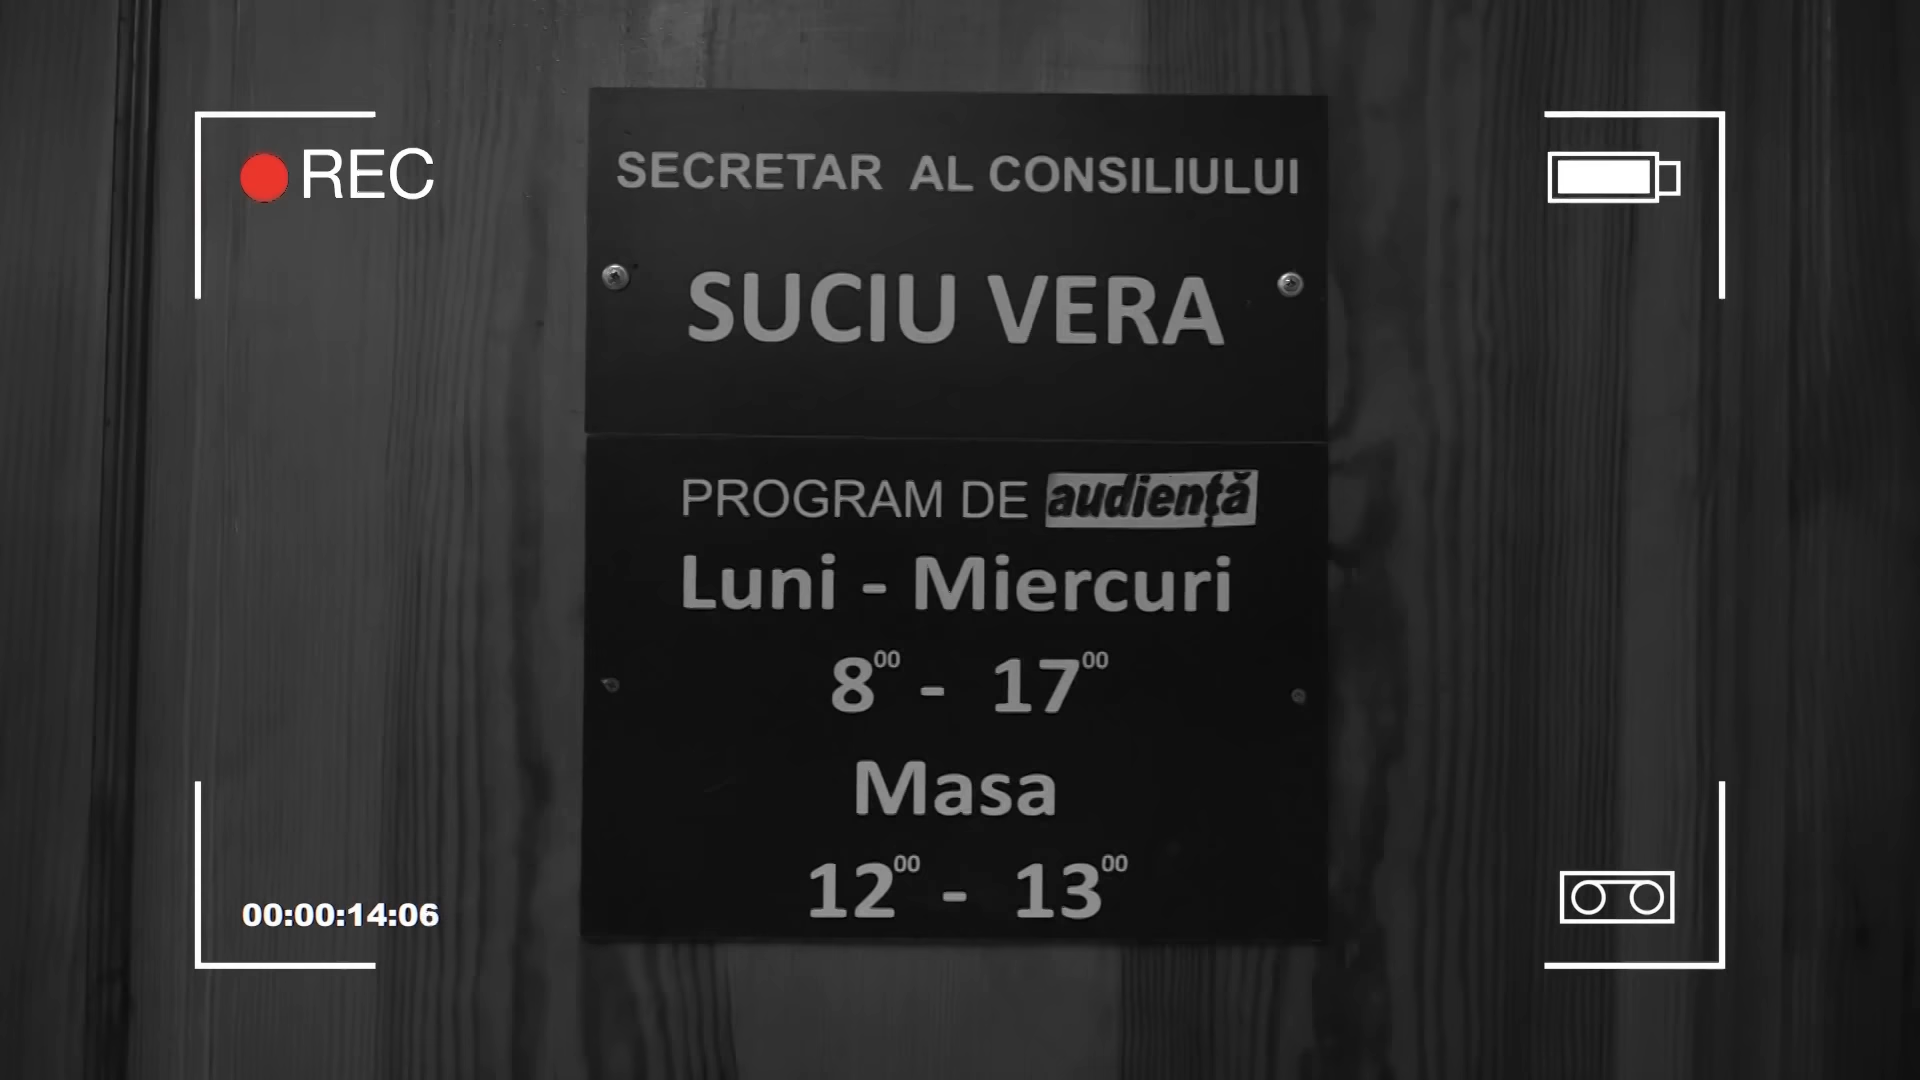 REC
SECRETAR AL CONSILIULUI
SUCIU VERA
PROGRAM DE audiență
Luni - Miercuri
8⁰⁰ - 17⁰⁰
Masa
12⁰⁰ - 13⁰⁰
00:00:14:06